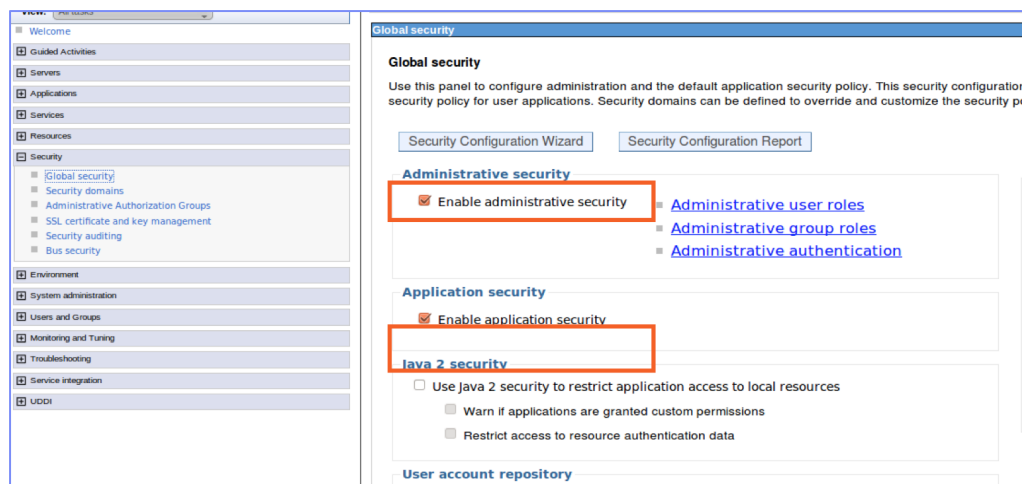 View: All tasks
Welcome
Guided Activities
Servers
Applications
Services
Resources
Security
Global security
Security domains
Administrative Authorization Groups
SSL certificate and key management
Security auditing
Bus security
Environment
System administration
Users and Groups
Monitoring and Tuning
Troubleshooting
Service integration
UDDI
Global security
Global security
Use this panel to configure administration and the default application security policy. This security configuration
security policy for user applications. Security domains can be defined to override and customize the security
Security Configuration Wizard
Security Configuration Report
Administrative security
Enable administrative security
Administrative user roles
Administrative group roles
Administrative authentication
Application security
Enable application security
Java 2 security
Use Java 2 security to restrict application access to local resources
Warn if applications are granted custom permissions
Restrict access to resource authentication data
User account repository